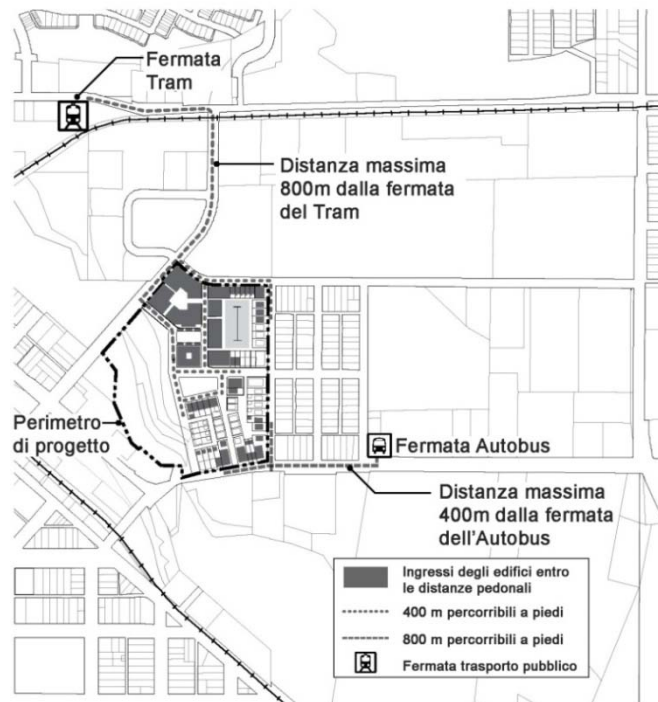 Fermata
Tram
Distanza massima
800m dalla fermata
del Tram
Perimetro
di progetto
Fermata Autobus
Distanza massima
400m dalla fermata
dell'Autobus
Ingressi degli edifici entro
le distanze pedonali
400 m percorribili a piedi
800 m percorribili a piedi
Fermata trasporto pubblico